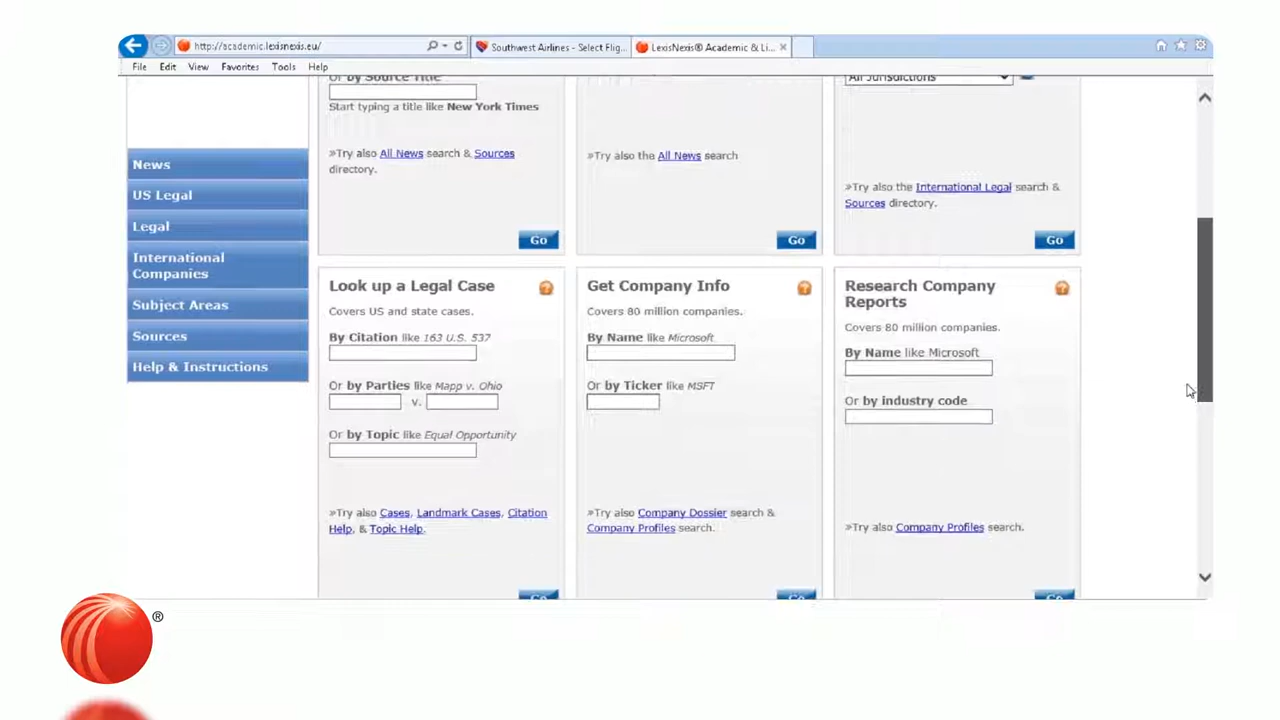 http://academic.lexisnexis.eu/
Southwest Airlines - Select Flig...
LexisNexis® Academic & Li...
File Edit View Favorites Tools Help
Or by Source Title
Start typing a title like New York Times
»Try also All News search & Sources
directory.
Go
»Try also the All News search
Go
All Jurisdictions
»Try also the International Legal search &
Sources directory.
Go
News
US Legal
Legal
International
Companies
Subject Areas
Sources
Help & Instructions
Look up a Legal Case
Covers US and state cases.
By Citation like 163 U.S. 537
Or by Parties like Mapp v. Ohio
v.
Or by Topic like Equal Opportunity
»Try also Cases, Landmark Cases, Citation
Help, & Topic Help.
Go
Get Company Info
Covers 80 million companies.
By Name like Microsoft
Or by Ticker like MSFT
»Try also Company Dossier search &
Company Profiles search.
Go
Research Company
Reports
Covers 80 million companies.
By Name like Microsoft
Or by industry code
»Try also Company Profiles search.
Go
®